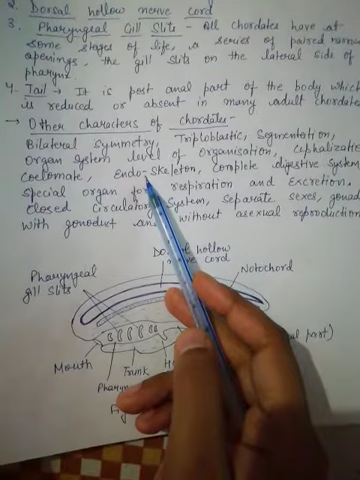 2. Dorsal hollow nerve cord
3. Pharyngeal Gill Slits - All chordates have at
some stages of life, a series of paired narrow
openings, the gill slits on the lateral side of
pharynx.
4. Tail - It is post anal part of the body which
is reduced or absent in many adult chordates
→ Other characters of chordates-
Bilateral symmetry, Triploblastic, Segmentation,
Organ system level of Organisation, Cephalization
Coelomate, Endo-Skeleton, Complete digestive system
special organ for respiration and Excretion.
Closed Circulatory System, Separate sexes, gonad
with gonoduct and without asexual reproduction
hollow
cord
Pharyngeal
gill slits
Notochord
part)
Mouth
Trunk